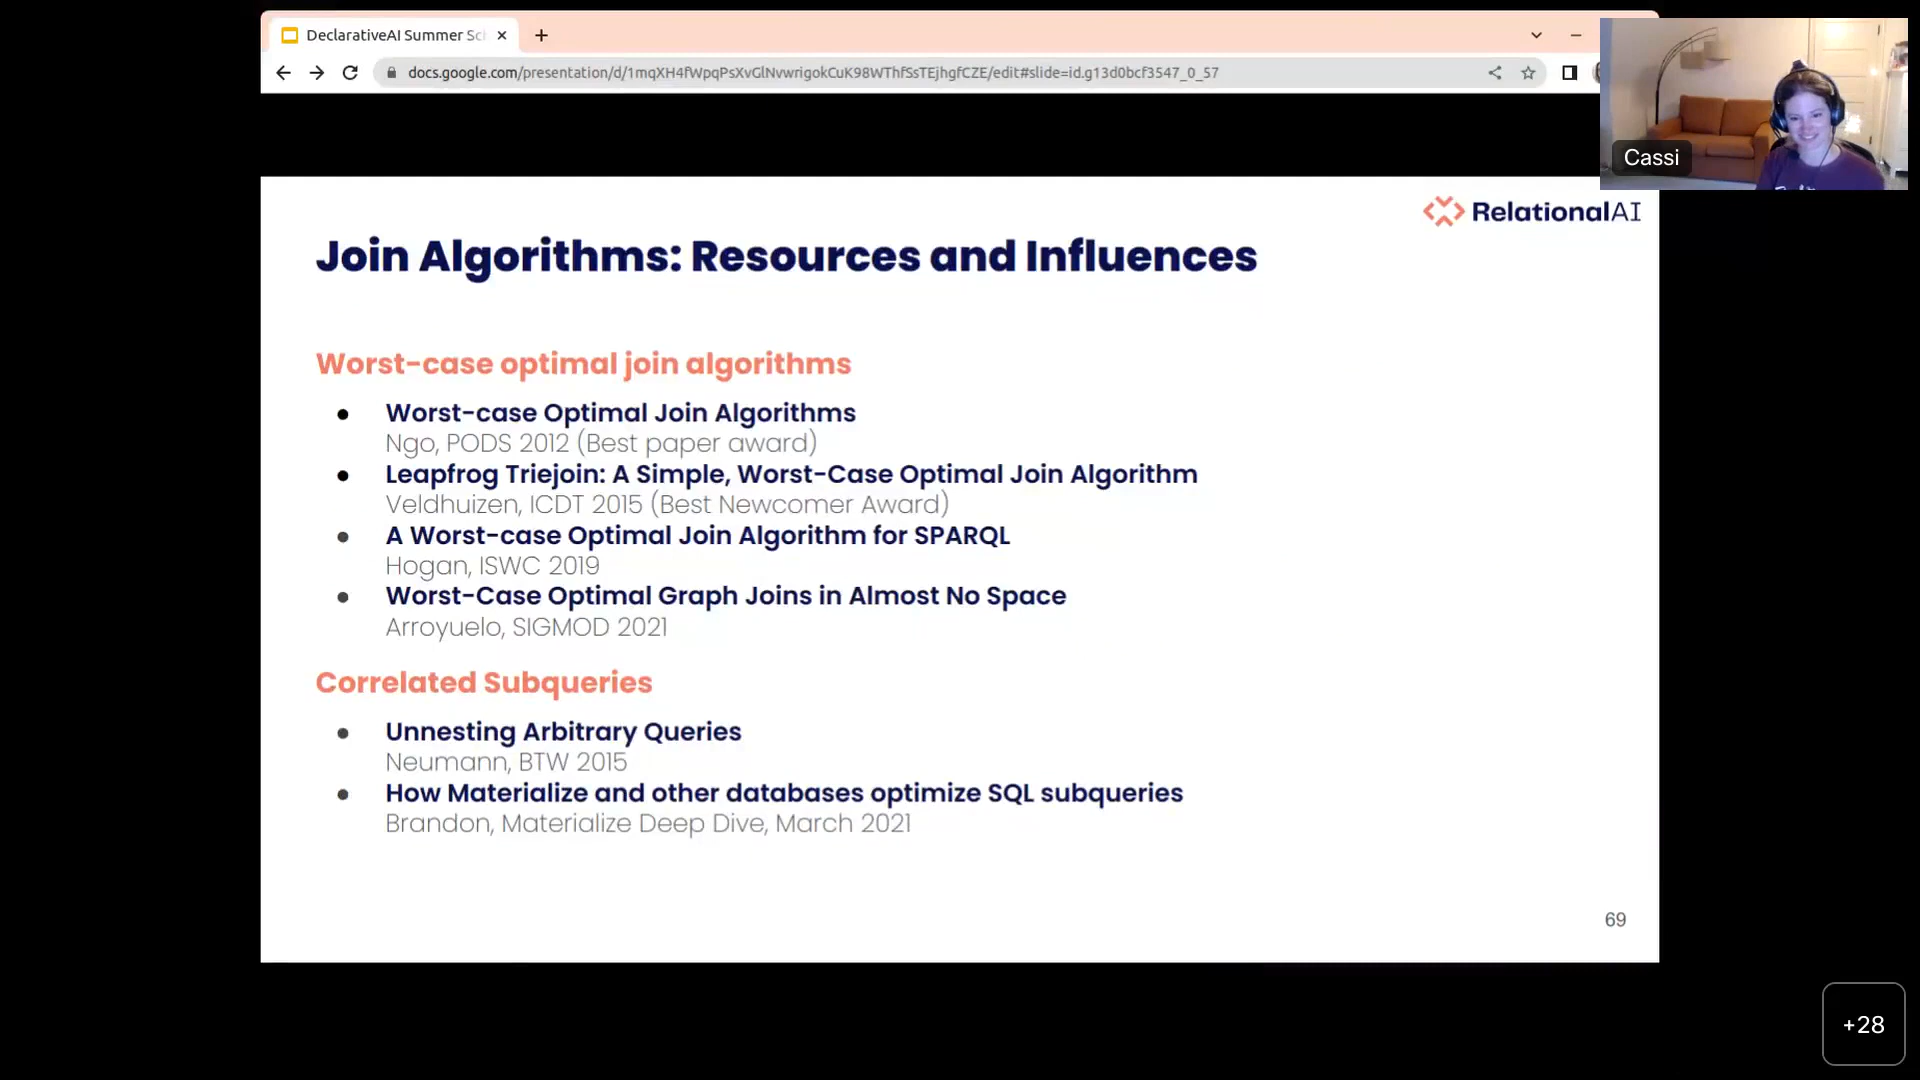 DeclarativeAI Summer Sc
docs.google.com/presentation/d/1mqXH4fWpqPsXvGlNvwrigokCuK98WThfSsTEjhgfCZE/edit#slide=id.g13d0bcf3547_0_57
Cassi
RelationalAI
Join Algorithms: Resources and Influences
Worst-case optimal join algorithms
● Worst-case Optimal Join Algorithms
Ngo, PODS 2012 (Best paper award)
● Leapfrog Triejoin: A Simple, Worst-Case Optimal Join Algorithm
Veldhuizen, ICDT 2015 (Best Newcomer Award)
● A Worst-case Optimal Join Algorithm for SPARQL
Hogan, ISWC 2019
● Worst-Case Optimal Graph Joins in Almost No Space
Arroyuelo, SIGMOD 2021
Correlated Subqueries
● Unnesting Arbitrary Queries
Neumann, BTW 2015
● How Materialize and other databases optimize SQL subqueries
Brandon, Materialize Deep Dive, March 2021
69
+28